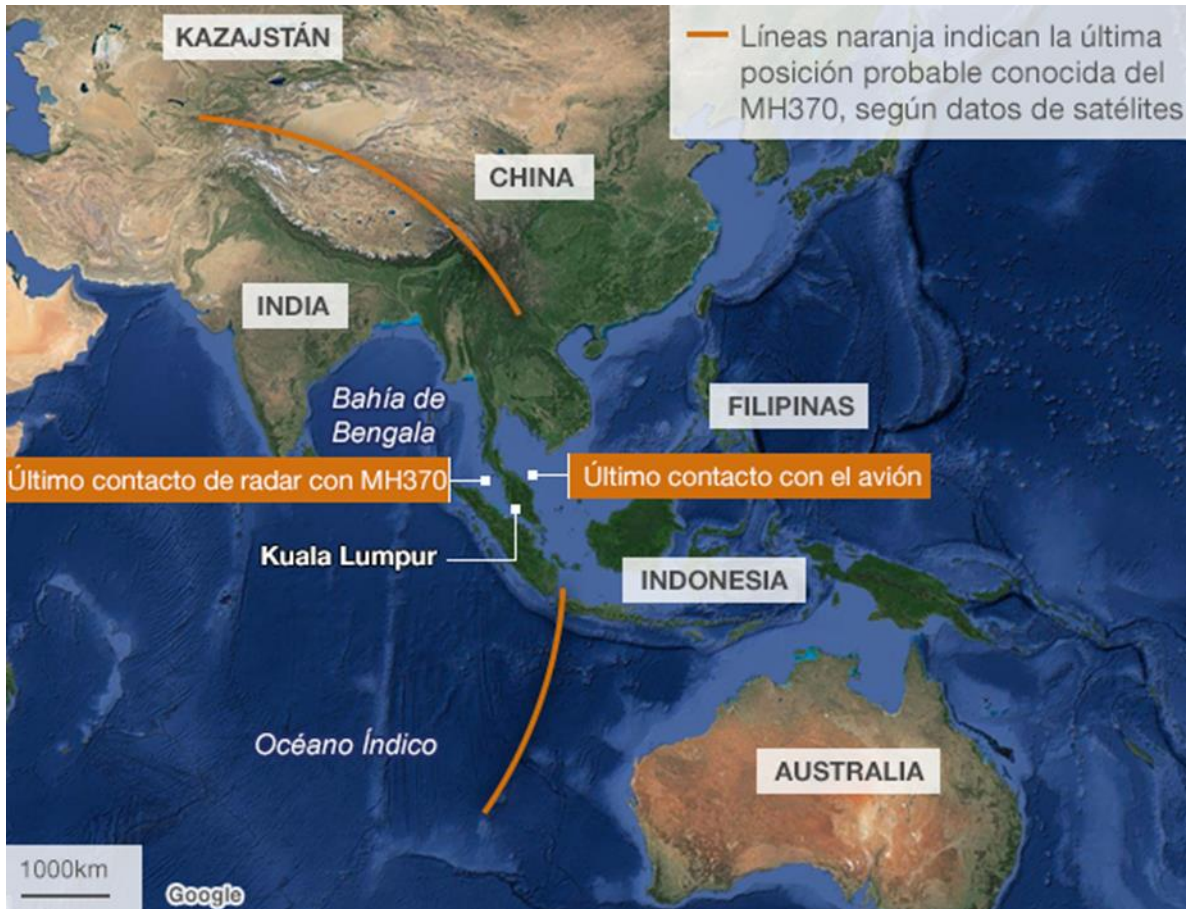 KAZAJSTÁN
Líneas naranja indican la última
posición probable conocida del
MH370, según datos de satélites
CHINA
INDIA
Bahía de
Bengala
FILIPINAS
Último contacto de radar con MH370
Último contacto con el avión
Kuala Lumpur
INDONESIA
Océano Índico
AUSTRALIA
1000km
Google